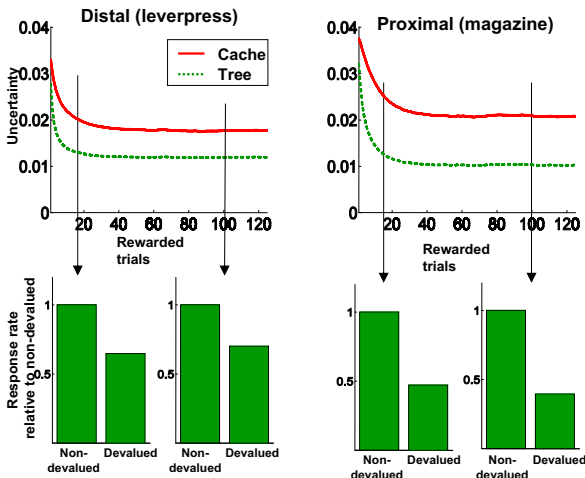 Distal (leverpress)
0.04
0.03
0.02
0.01
0
Uncertainty
Cache
Tree
20 40 60 80 100 120
Rewarded
trials
Proximal (magazine)
0.04
0.03
0.02
0.01
0
20 40 60 80 100 120
Rewarded
trials
Response rate
relative to non-devalued
1
0.5
Non-
devalued
Devalued
1
0.5
Non-
devalued
Devalued
1
0.5
Non-
devalued
Devalued
1
0.5
Non-
devalued
Devalued